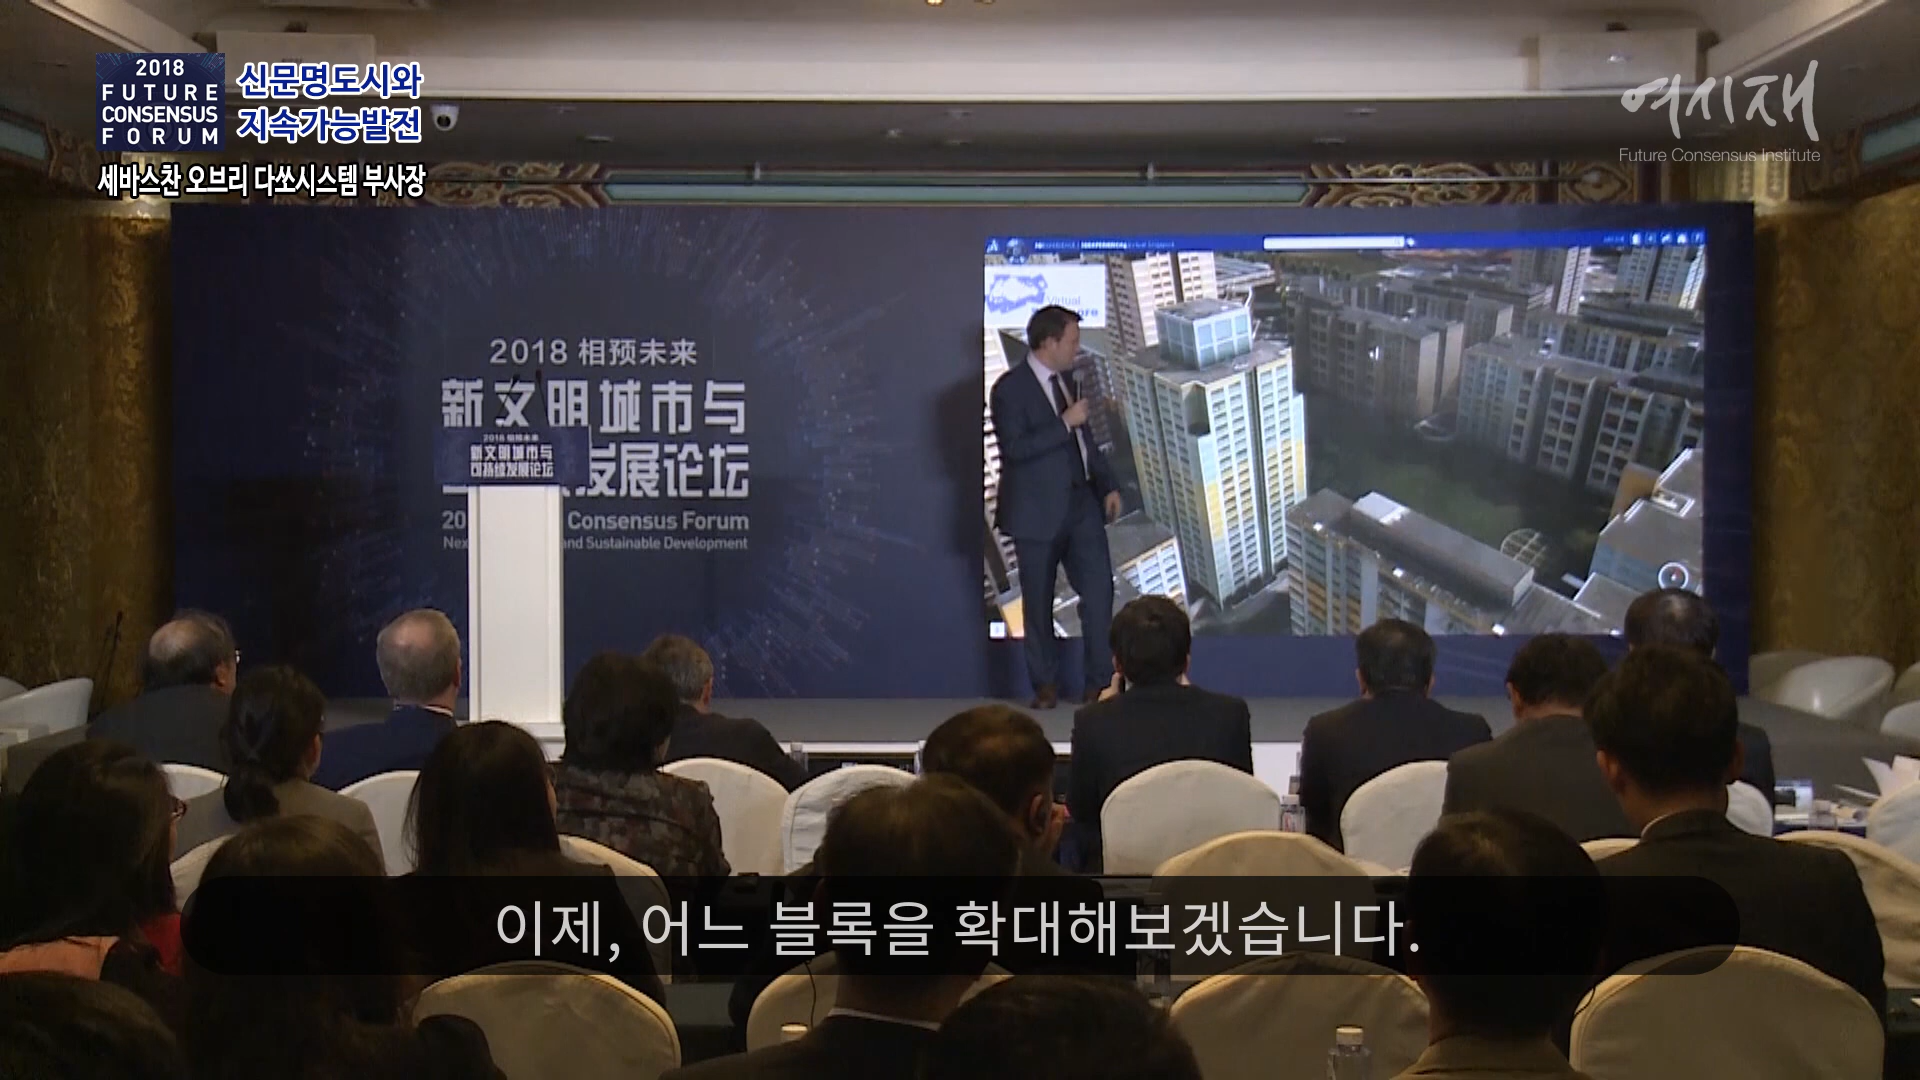 2018
FUTURE
CONSENSUS
FORUM
신문명도시와
지속가능발전
세바스찬 오브리 다쏘시스템 부사장
여시재
Future Consensus Institute
2018 相预未来
新文明城市与
发展论坛
20 Consensus Forum
and Sustainable Development
2018 相预未来
新文明城市与
可持续发展论坛
Virtual
이제, 어느 블록을 확대해보겠습니다.